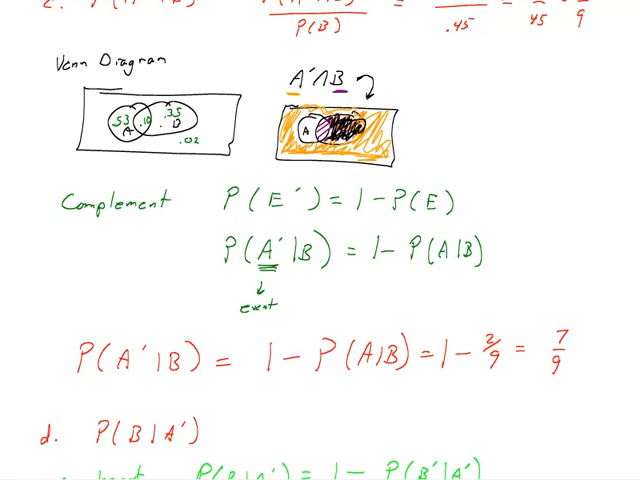 P(B) .45 45 9
Venn Diagram
A′∩B
.53 .10 .35
A B
.02
A
Complement P(E′) = 1 - P(E)
P(A′|B) = 1 - P(A|B)
event
P(A′|B) = 1 - P(A|B) = 1 - 2/9 = 7/9
d. P(B|A′)
= 1 - P(B′|A′)